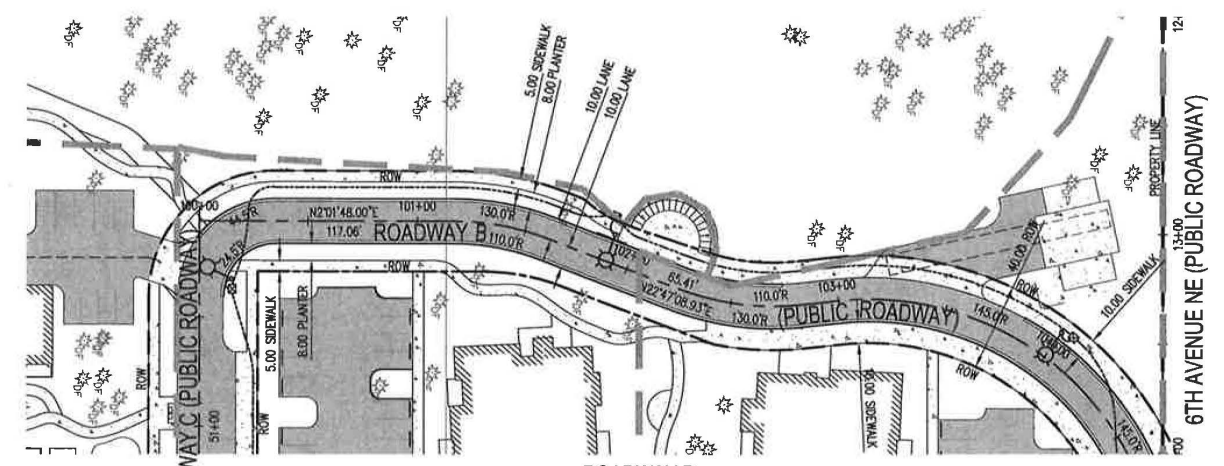 5.00 SIDEWALK
8.00 PLANTER
10.00 LANE
10.00 LANE
ROW
100+00
N2°01'48.00"E
101+00
130.0'R
117.06'
ROADWAY B
110.0'R
24.5'R
ROW
5.00 SIDEWALK
8.00 PLANTER
65.41'
N22°47'08.93"E
110.0'R
130.0'R
103+00
(PUBLIC ROADWAY)
145.0'R
40.00 ROW
ROW
10.00 SIDEWALK
PROPERTY LINE
13+00
6TH AVENUE NE (PUBLIC ROADWAY)
ROW
10.00 SIDEWALK
145.0'R
ROW
ROW
51+00
WAY C (PUBLIC ROADWAY)
DF